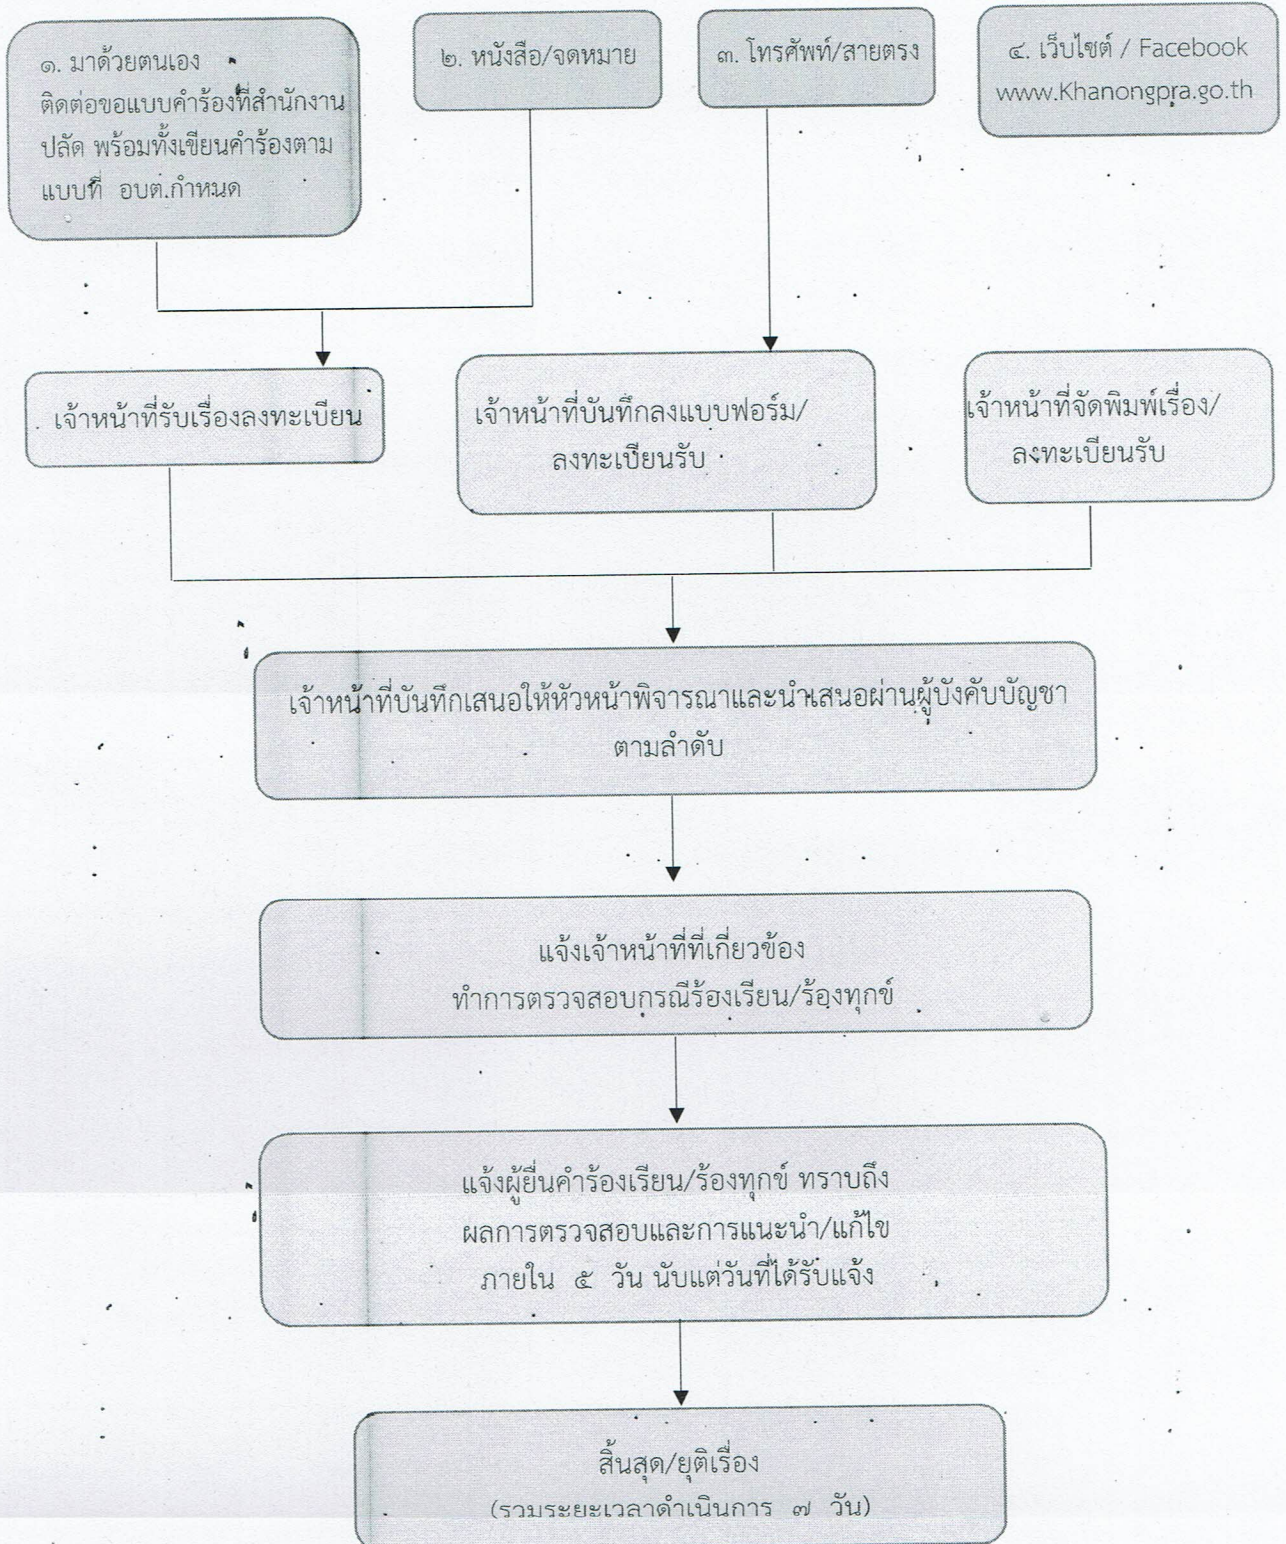 ๑. มาด้วยตนเอง
ติดต่อขอแบบคำร้องที่สำนักงาน
ปลัด พร้อมทั้งเขียนคำร้องตาม
แบบที่ อบต.กำหนด
๒. หนังสือ/จดหมาย
๓. โทรศัพท์/สายตรง
๔. เว็บไซต์ / Facebook
www.Khanongpra.go.th
เจ้าหน้าที่รับเรื่องลงทะเบียน
เจ้าหน้าที่บันทึกลงแบบฟอร์ม/
ลงทะเบียนรับ
เจ้าหน้าที่จัดพิมพ์เรื่อง/
ลงทะเบียนรับ
เจ้าหน้าที่บันทึกเสนอให้หัวหน้าพิจารณาและนำเสนอผ่านผู้บังคับบัญชา
ตามลำดับ
แจ้งเจ้าหน้าที่ที่เกี่ยวข้อง
ทำการตรวจสอบกรณีร้องเรียน/ร้องทุกข์
แจ้งผู้ยื่นคำร้องเรียน/ร้องทุกข์ ทราบถึง
ผลการตรวจสอบและการแนะนำ/แก้ไข
ภายใน ๕ วัน นับแต่วันที่ได้รับแจ้ง
สิ้นสุด/ยุติเรื่อง
(รวมระยะเวลาดำเนินการ ๗ วัน)